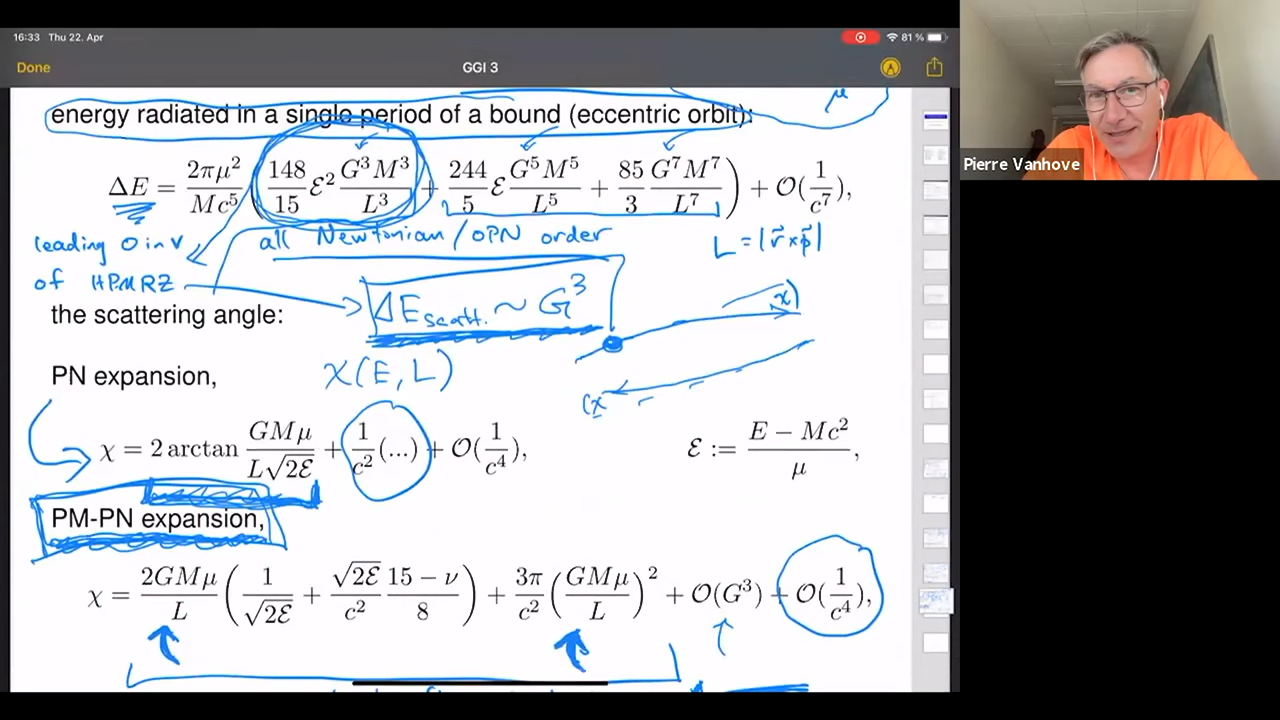 16:33 Thu 22. Apr
81 %
Done
GGI 3
μ
energy radiated in a single period of a bound (eccentric orbit):
ΔE = 2πμ²/Mc⁵ ( 148/15 ℰ² G³M³/L³ + 244/5 ℰ G⁵M⁵/L⁵ + 85/3 G⁷M⁷/L⁷ ) + O(1/c⁷),
leading O in v
of HPMRZ
all Newtonian/0PN order
L = |r⃗ × p⃗|
ΔE scatt. ~ G³
the scattering angle:
PN expansion,
χ(E, L)
χ = 2 arctan GMμ/L√2ℰ + 1/c² (...) + O(1/c⁴),
ℰ := E − Mc²/μ,
PM-PN expansion,
χ = 2GMμ/L ( 1/√2ℰ + √2ℰ/c² 15 − ν/8 ) + 3π/c² (GMμ/L)² + O(G³) + O(1/c⁴),
Pierre Vanhove